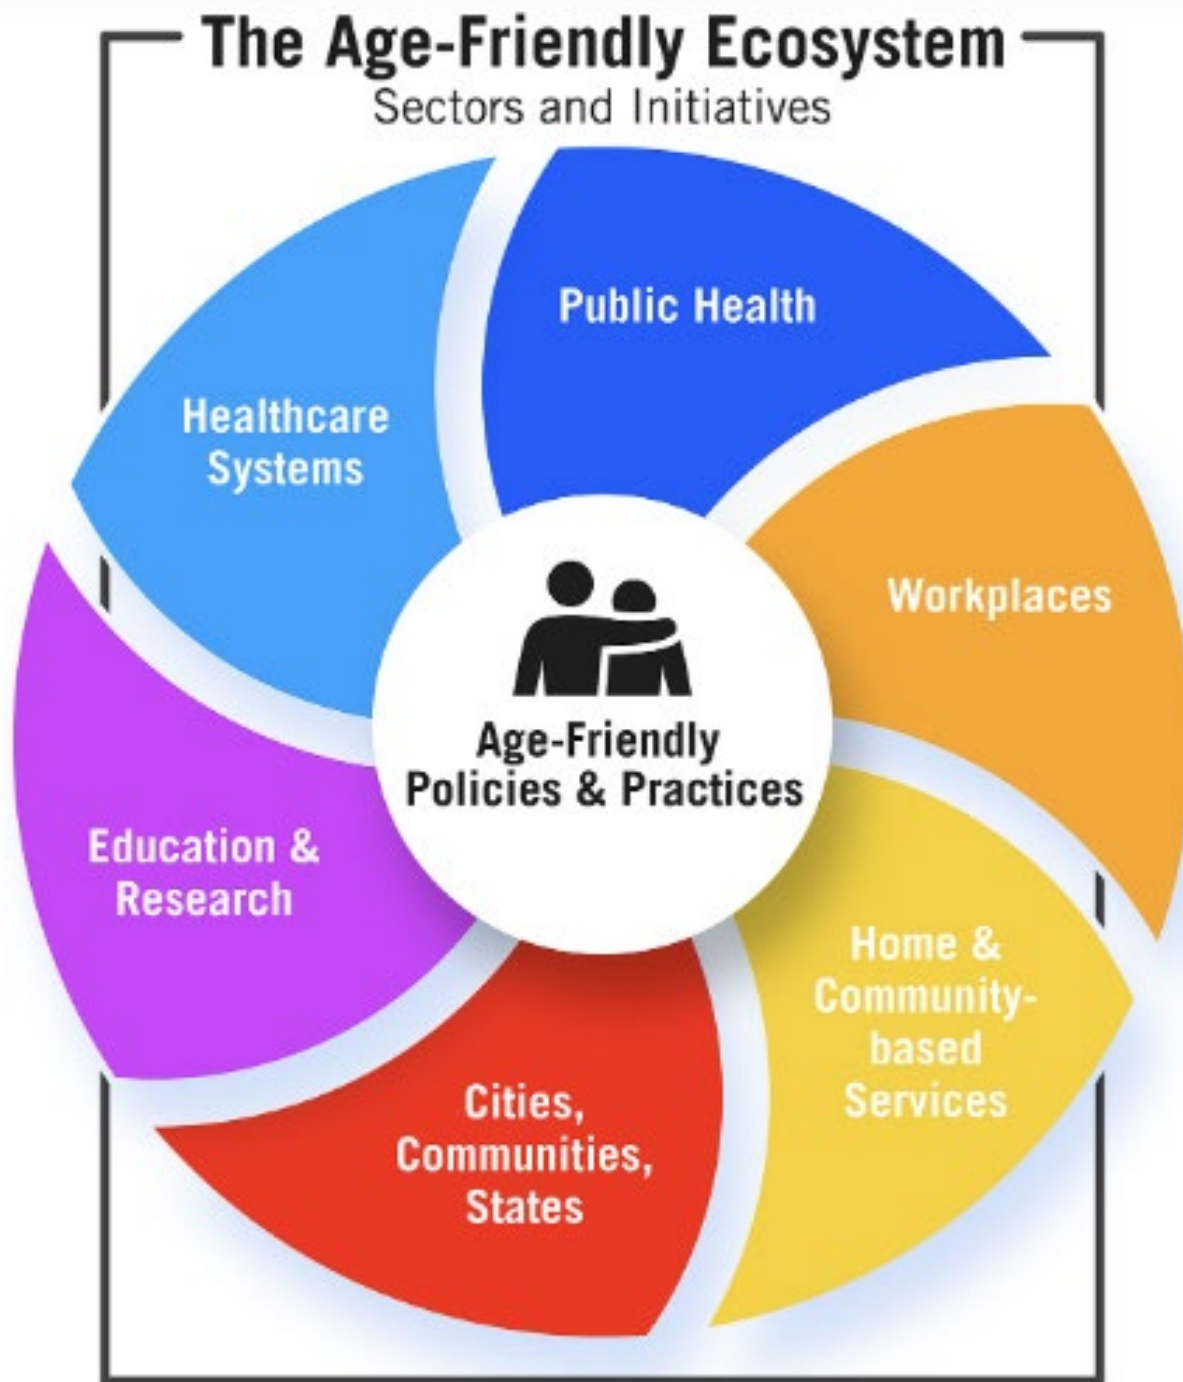 The Age-Friendly Ecosystem
Sectors and Initiatives
Public Health
Healthcare
Systems
Workplaces
Age-Friendly
Policies & Practices
Education &
Research
Home &
Community-
based
Services
Cities,
Communities,
States